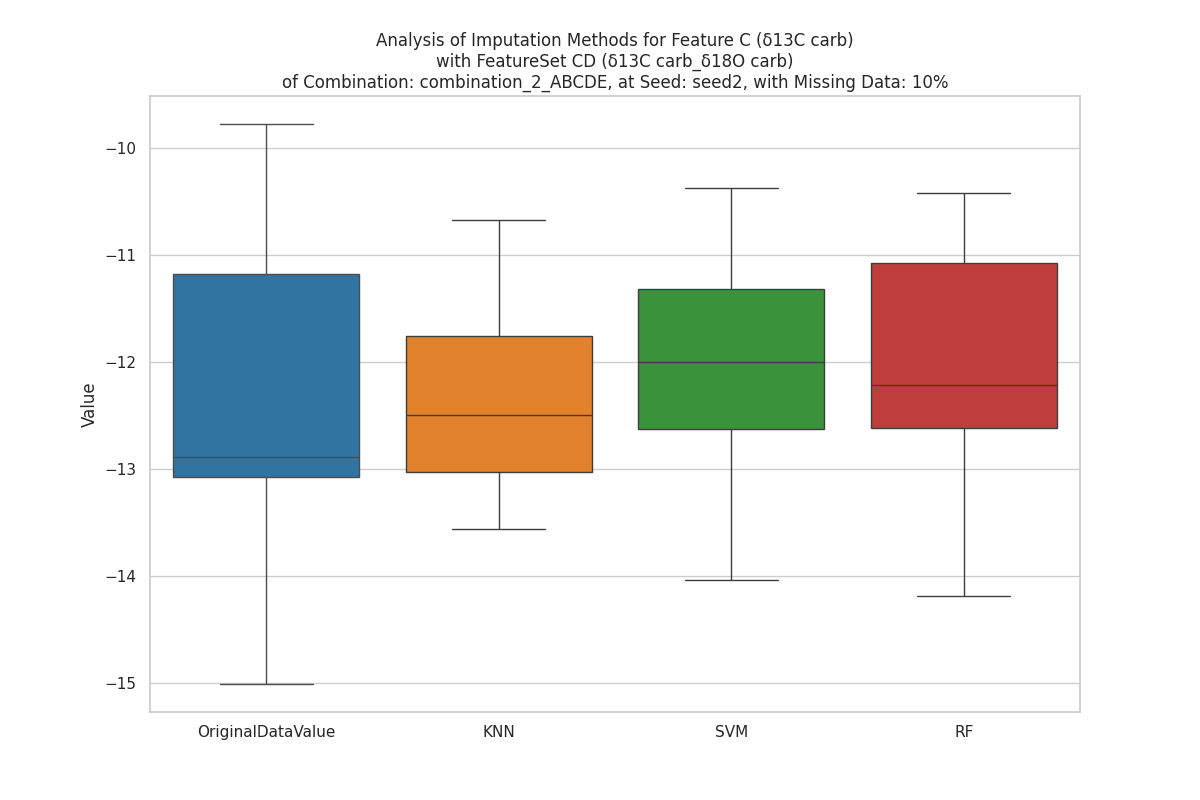 Analysis of Imputation Methods for Feature C (δ13C carb)
with FeatureSet CD (δ13C carb_δ18O carb)
of Combination: combination_2_ABCDE, at Seed: seed2, with Missing Data: 10%
Value
−10
−11
−12
−13
−14
−15
OriginalDataValue
KNN
SVM
RF